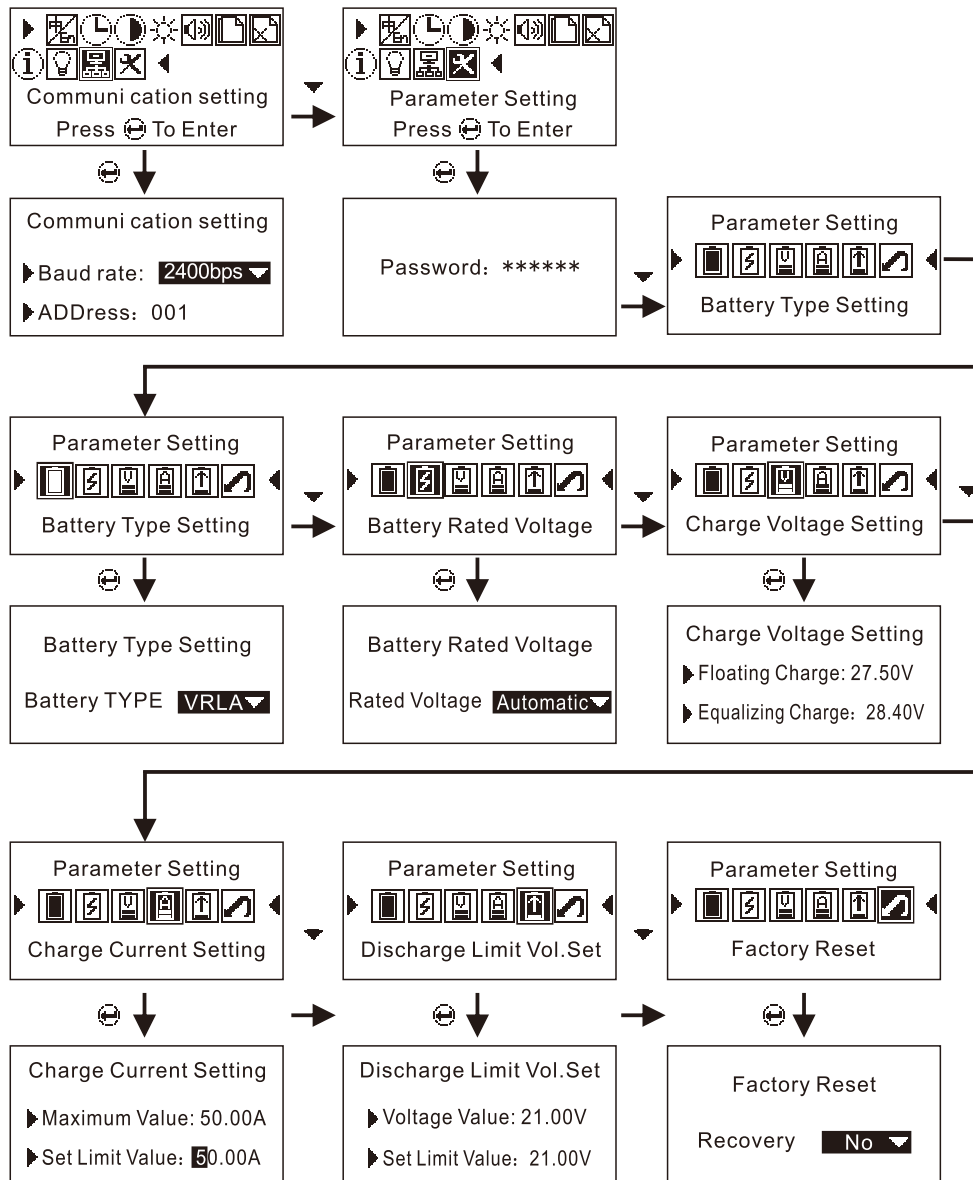 Communi cation setting
Press To Enter
Parameter Setting
Press To Enter
Communi cation setting
Baud rate: 2400bps
ADDress: 001
Password: ******
Parameter Setting
Battery Type Setting
Parameter Setting
Battery Type Setting
Parameter Setting
Battery Rated Voltage
Parameter Setting
Charge Voltage Setting
Battery Type Setting
Battery TYPE VRLA
Battery Rated Voltage
Rated Voltage Automatic
Charge Voltage Setting
Floating Charge: 27.50V
Equalizing Charge: 28.40V
Parameter Setting
Charge Current Setting
Parameter Setting
Discharge Limit Vol.Set
Parameter Setting
Factory Reset
Charge Current Setting
Maximum Value: 50.00A
Set Limit Value: 50.00A
Discharge Limit Vol.Set
Voltage Value: 21.00V
Set Limit Value: 21.00V
Factory Reset
Recovery No